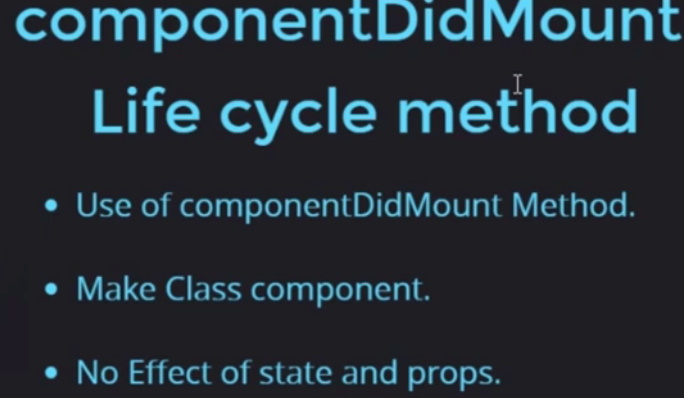 componentDidMount
Life cycle method
• Use of componentDidMount Method.
• Make Class component.
• No Effect of state and props.